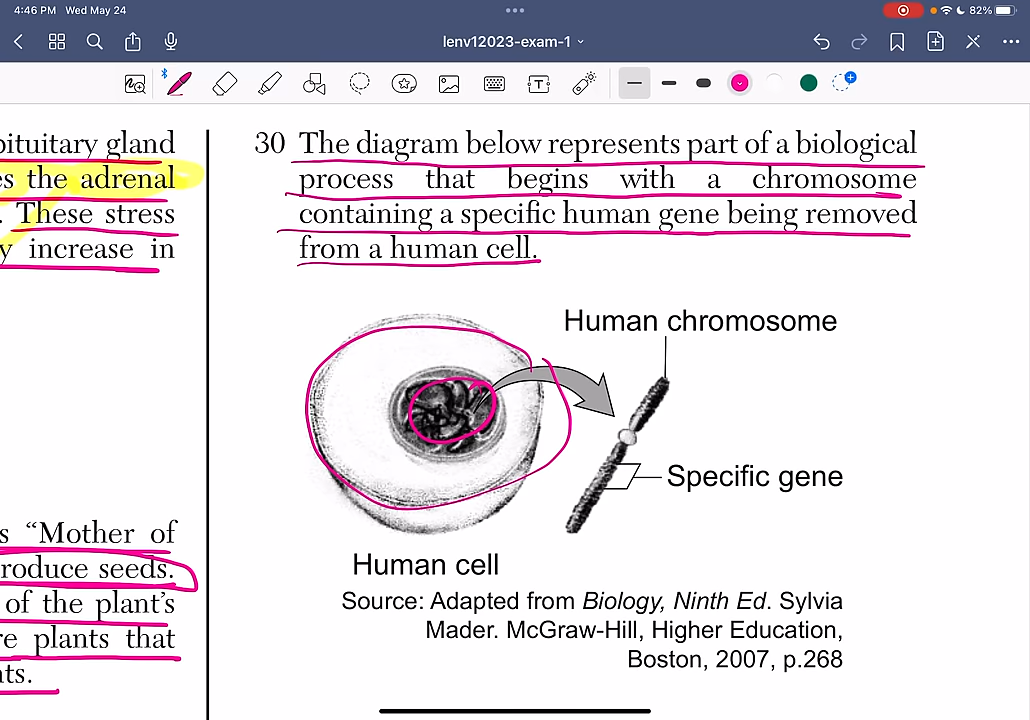 4:46 PM Wed May 24
82%
lenv12023-exam-1
pituitary gland
es the adrenal
. These stress
y increase in
s “Mother of
roduce seeds.
of the plant’s
re plants that
nts.
30 The diagram below represents part of a biological
process that begins with a chromosome
containing a specific human gene being removed
from a human cell.
Human chromosome
Specific gene
Human cell
Source: Adapted from Biology, Ninth Ed. Sylvia
Mader. McGraw-Hill, Higher Education,
Boston, 2007, p.268